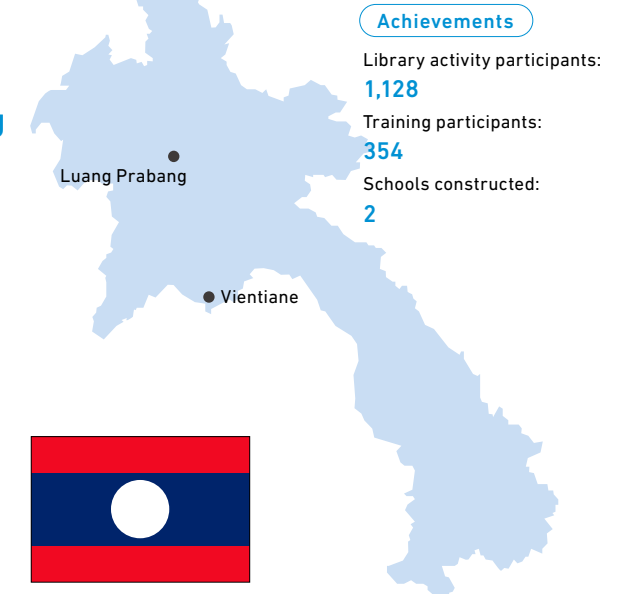 Achievements
Library activity participants:
1,128
Training participants:
354
Schools constructed:
2
Luang Prabang
Vientiane